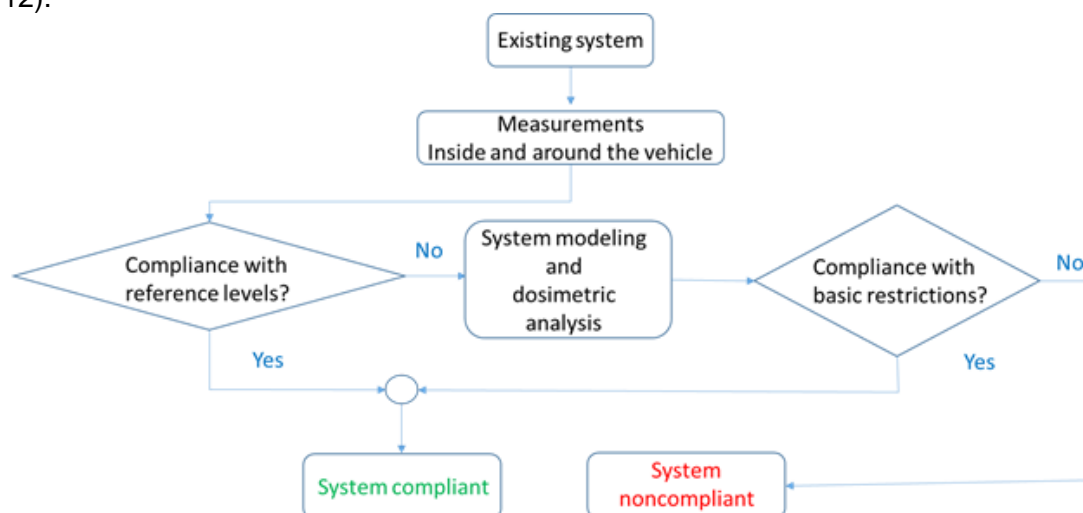 12).
Existing system
Measurements
Inside and around the vehicle
Compliance with
reference levels?
No
System modeling
and
dosimetric
analysis
Compliance with
basic restrictions?
No
Yes
Yes
System compliant
System
noncompliant